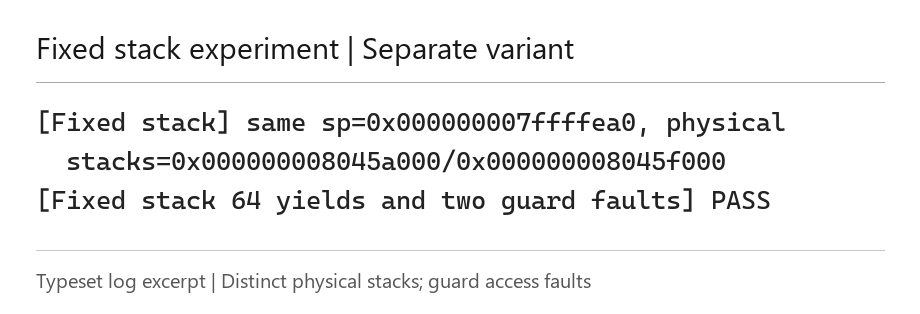 Fixed stack experiment | Separate variant
[Fixed stack] same sp=0x000000007ffffea0, physical
stacks=0x000000008045a000/0x000000008045f000
[Fixed stack 64 yields and two guard faults] PASS
Typeset log excerpt | Distinct physical stacks; guard access faults